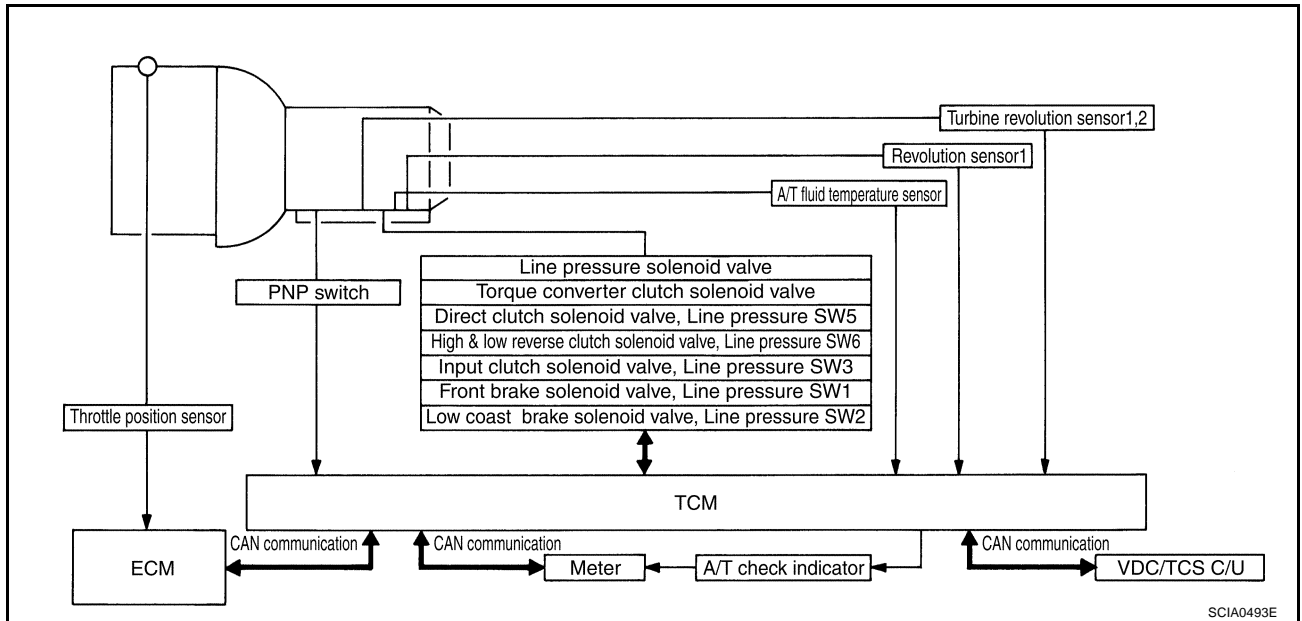 Turbine revolution sensor1,2
Revolution sensor1
A/T fluid temperature sensor
Line pressure solenoid valve
PNP switch
Torque converter clutch solenoid valve
Direct clutch solenoid valve, Line pressure SW5
High & low reverse clutch solenoid valve, Line pressure SW6
Input clutch solenoid valve, Line pressure SW3
Front brake solenoid valve, Line pressure SW1
Throttle position sensor
Low coast brake solenoid valve, Line pressure SW2
TCM
CAN communication
CAN communication
CAN communication
ECM
Meter
A/T check indicator
VDC/TCS C/U
SCIA0493E